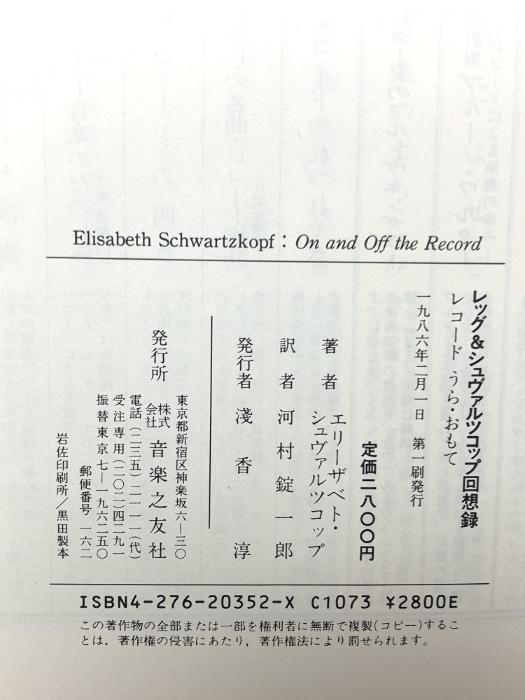 Elisabeth Schwartzkopf : On and Off the Record
レッグ&シュヴァルツコップ回想録
レコード うら・おもて
一九八六年二月一日 第一刷発行
定価二八〇〇円
著者 エリーザベト・
シュヴァルツコップ
訳者 河村錠一郎
発行者 淺香淳
東京都新宿区神楽坂六ー三〇
発行所 株式会社 音楽之友社
電話(二三五)二一一一(代)
受注専用(二〇二)四二九一
振替東京七ー一九六二五〇
郵便番号 一六二
岩佐印刷所/黒田製本
ISBN4-276-20352-X C1073 ¥2800E
この著作物の全部または一部を権利者に無断で複製(コピー)するこ
とは,著作権の侵害にあたり,著作権法により罰せられます。